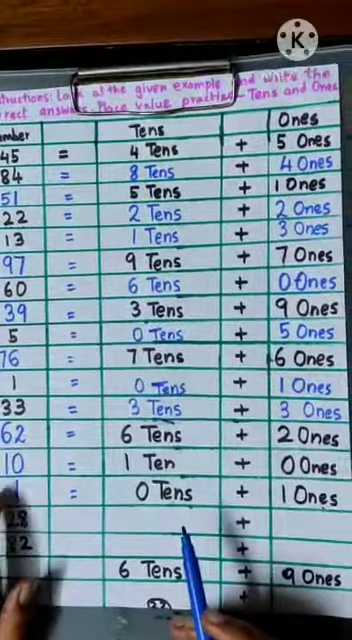 K
structions: Look at the given example and write the
rrect answers. Place value practice - Tens and Ones
umber Tens Ones
45 = 4 Tens + 5 Ones
84 = 8 Tens + 4 Ones
51 = 5 Tens + 1 Ones
22 = 2 Tens + 2 Ones
13 = 1 Tens + 3 Ones
97 = 9 Tens + 7 Ones
60 = 6 Tens + 0 Ones
39 = 3 Tens + 9 Ones
5 = 0 Tens + 5 Ones
76 = 7 Tens + 6 Ones
1 = 0 Tens + 1 Ones
33 = 3 Tens + 3 Ones
62 = 6 Tens + 2 Ones
10 = 1 Ten + 0 Ones
1 = 0 Tens + 1 Ones
28 +
82 +
6 Tens + 9 Ones
+